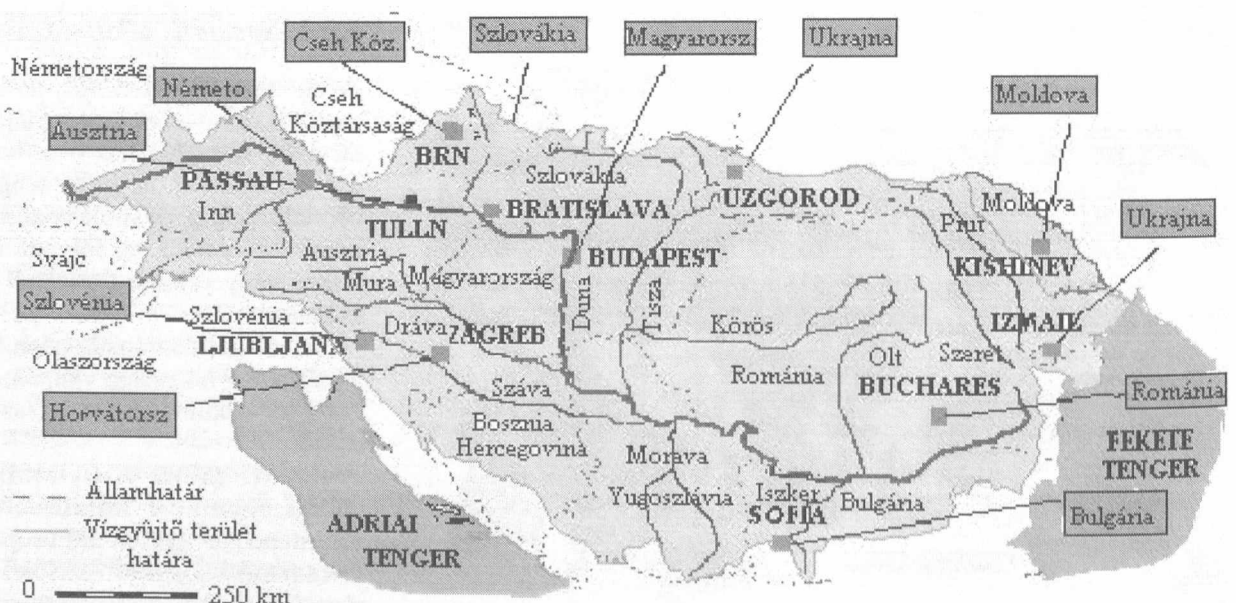 Cseh Köz.
Szlovákia
Magyarorsz.
Ukrajna
Németország
Németo.
Cseh
Köztársaság
Moldova
Ausztria
BRN
PASSAU
Szlovákia
UZGOROD
Moldova
Inn
TULLN
BRATISLAVA
Prut
Ukrajna
Ausztria
BUDAPEST
Svájc
Mura
Magyarország
KISHINEV
Szlovénia
Duna
Tisza
Szlovénia
Dráva
ZAGREB
Körös
IZMAIL
LJUBLJANA
Olt
Szeret
Olaszország
Románia
BUCHARES
Románia
Horvátorsz
Száva
Bosznia
Hercegovina
Morava
FEKETE
TENGER
Államhatár
Yugoszlávia
Iszker
Bulgária
SOFIA
Bulgária
Vízgyûjtő terület
határa
ADRIAI
TENGER
0 250 km